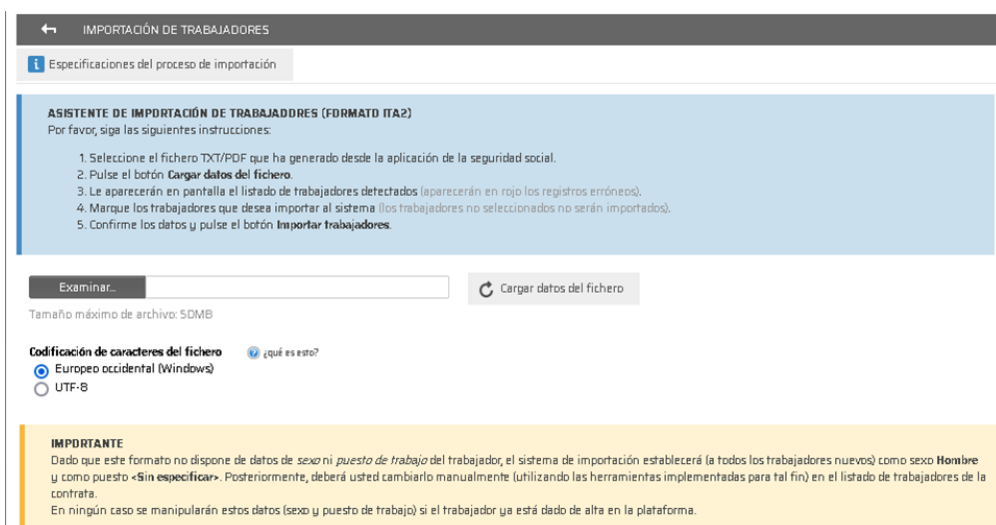 IMPORTACIÓN DE TRABAJADORES
Especificaciones del proceso de importación
ASISTENTE DE IMPORTACIÓN DE TRABAJADORES (FORMATO ITA2)
Por favor, siga las siguientes instrucciones:
1. Seleccione el fichero TXT/PDF que ha generado desde la aplicación de la seguridad social.
2. Pulse el botón Cargar datos del fichero.
3. Le aparecerán en pantalla el listado de trabajadores detectados (aparecerán en rojo los registros erróneos).
4. Marque los trabajadores que desea importar al sistema (los trabajadores no seleccionados no serán importados).
5. Confirme los datos y pulse el botón Importar trabajadores.
Examinar...
Cargar datos del fichero
Tamaño máximo de archivo: 50MB
Codificación de caracteres del fichero ¿qué es esto?
Europeo occidental (Windows)
UTF-8
IMPORTANTE
Dado que este formato no dispone de datos de sexo ni puesto de trabajo del trabajador, el sistema de importación establecerá (a todos los trabajadores nuevos) como sexo Hombre
y como puesto <Sin especificar>. Posteriormente, deberá usted cambiarlo manualmente (utilizando las herramientas implementadas para tal fin) en el listado de trabajadores de la
contrata.
En ningún caso se manipularán estos datos (sexo y puesto de trabajo) si el trabajador ya está dado de alta en la plataforma.